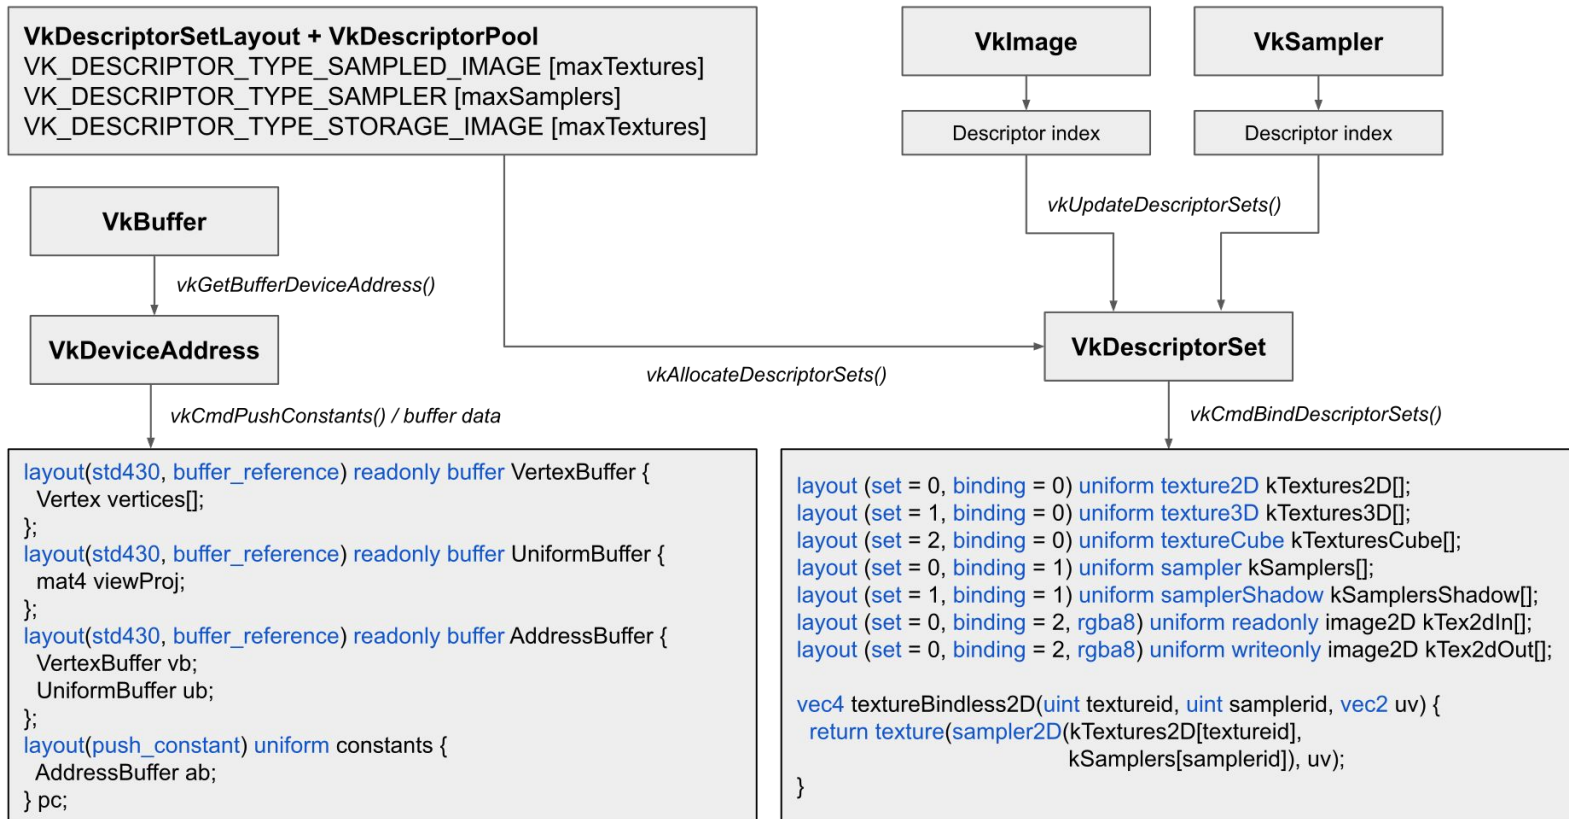 VkDescriptorSetLayout + VkDescriptorPool
VK_DESCRIPTOR_TYPE_SAMPLED_IMAGE [maxTextures]
VK_DESCRIPTOR_TYPE_SAMPLER [maxSamplers]
VK_DESCRIPTOR_TYPE_STORAGE_IMAGE [maxTextures]
VkImage
VkSampler
Descriptor index
Descriptor index
vkUpdateDescriptorSets()
VkBuffer
vkGetBufferDeviceAddress()
VkDeviceAddress
VkDescriptorSet
vkAllocateDescriptorSets()
vkCmdPushConstants() / buffer data
vkCmdBindDescriptorSets()
layout(std430, buffer_reference) readonly buffer VertexBuffer {
Vertex vertices[];
};
layout(std430, buffer_reference) readonly buffer UniformBuffer {
mat4 viewProj;
};
layout(std430, buffer_reference) readonly buffer AddressBuffer {
VertexBuffer vb;
UniformBuffer ub;
};
layout(push_constant) uniform constants {
AddressBuffer ab;
} pc;
layout (set = 0, binding = 0) uniform texture2D kTextures2D[];
layout (set = 1, binding = 0) uniform texture3D kTextures3D[];
layout (set = 2, binding = 0) uniform textureCube kTexturesCube[];
layout (set = 0, binding = 1) uniform sampler kSamplers[];
layout (set = 1, binding = 1) uniform samplerShadow kSamplersShadow[];
layout (set = 0, binding = 2, rgba8) uniform readonly image2D kTex2dIn[];
layout (set = 0, binding = 2, rgba8) uniform writeonly image2D kTex2dOut[];
vec4 textureBindless2D(uint textureid, uint samplerid, vec2 uv) {
return texture(sampler2D(kTextures2D[textureid],
kSamplers[samplerid]), uv);
}